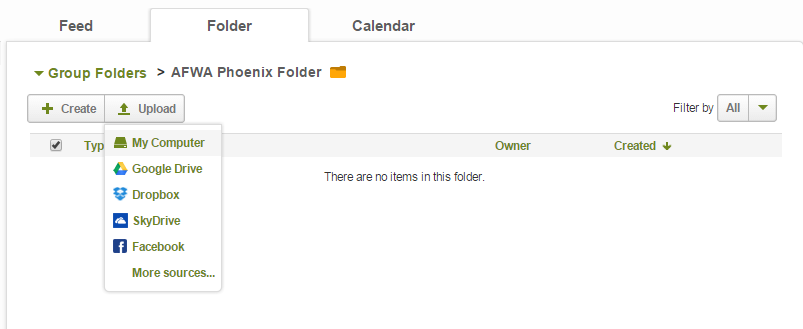 Feed Folder Calendar
Group Folders > AFWA Phoenix Folder
Create Upload Filter by All
My Computer
Owner Created
Google Drive
There are no items in this folder.
Dropbox
SkyDrive
Facebook
More sources...